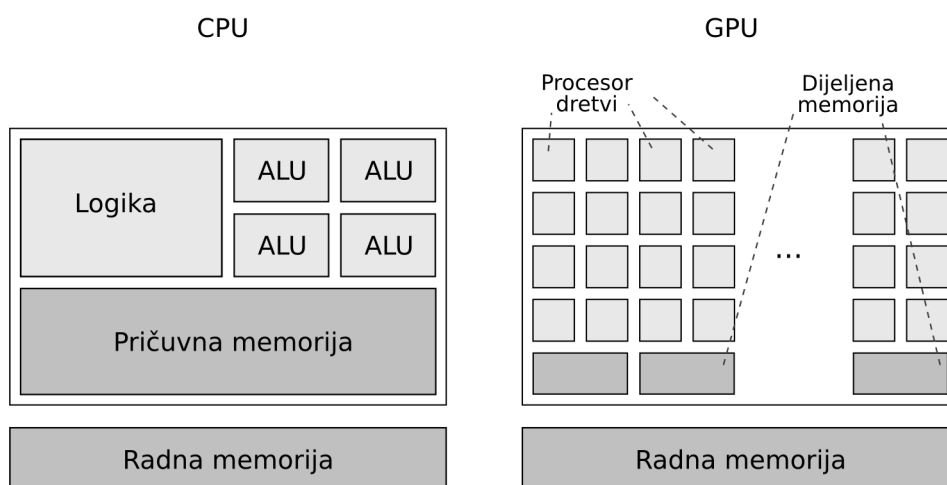 CPU
GPU
Procesor
dretvi
Dijeljena
memorija
Logika
ALU
ALU
ALU
ALU
Pričuvna memorija
...
Radna memorija
Radna memorija